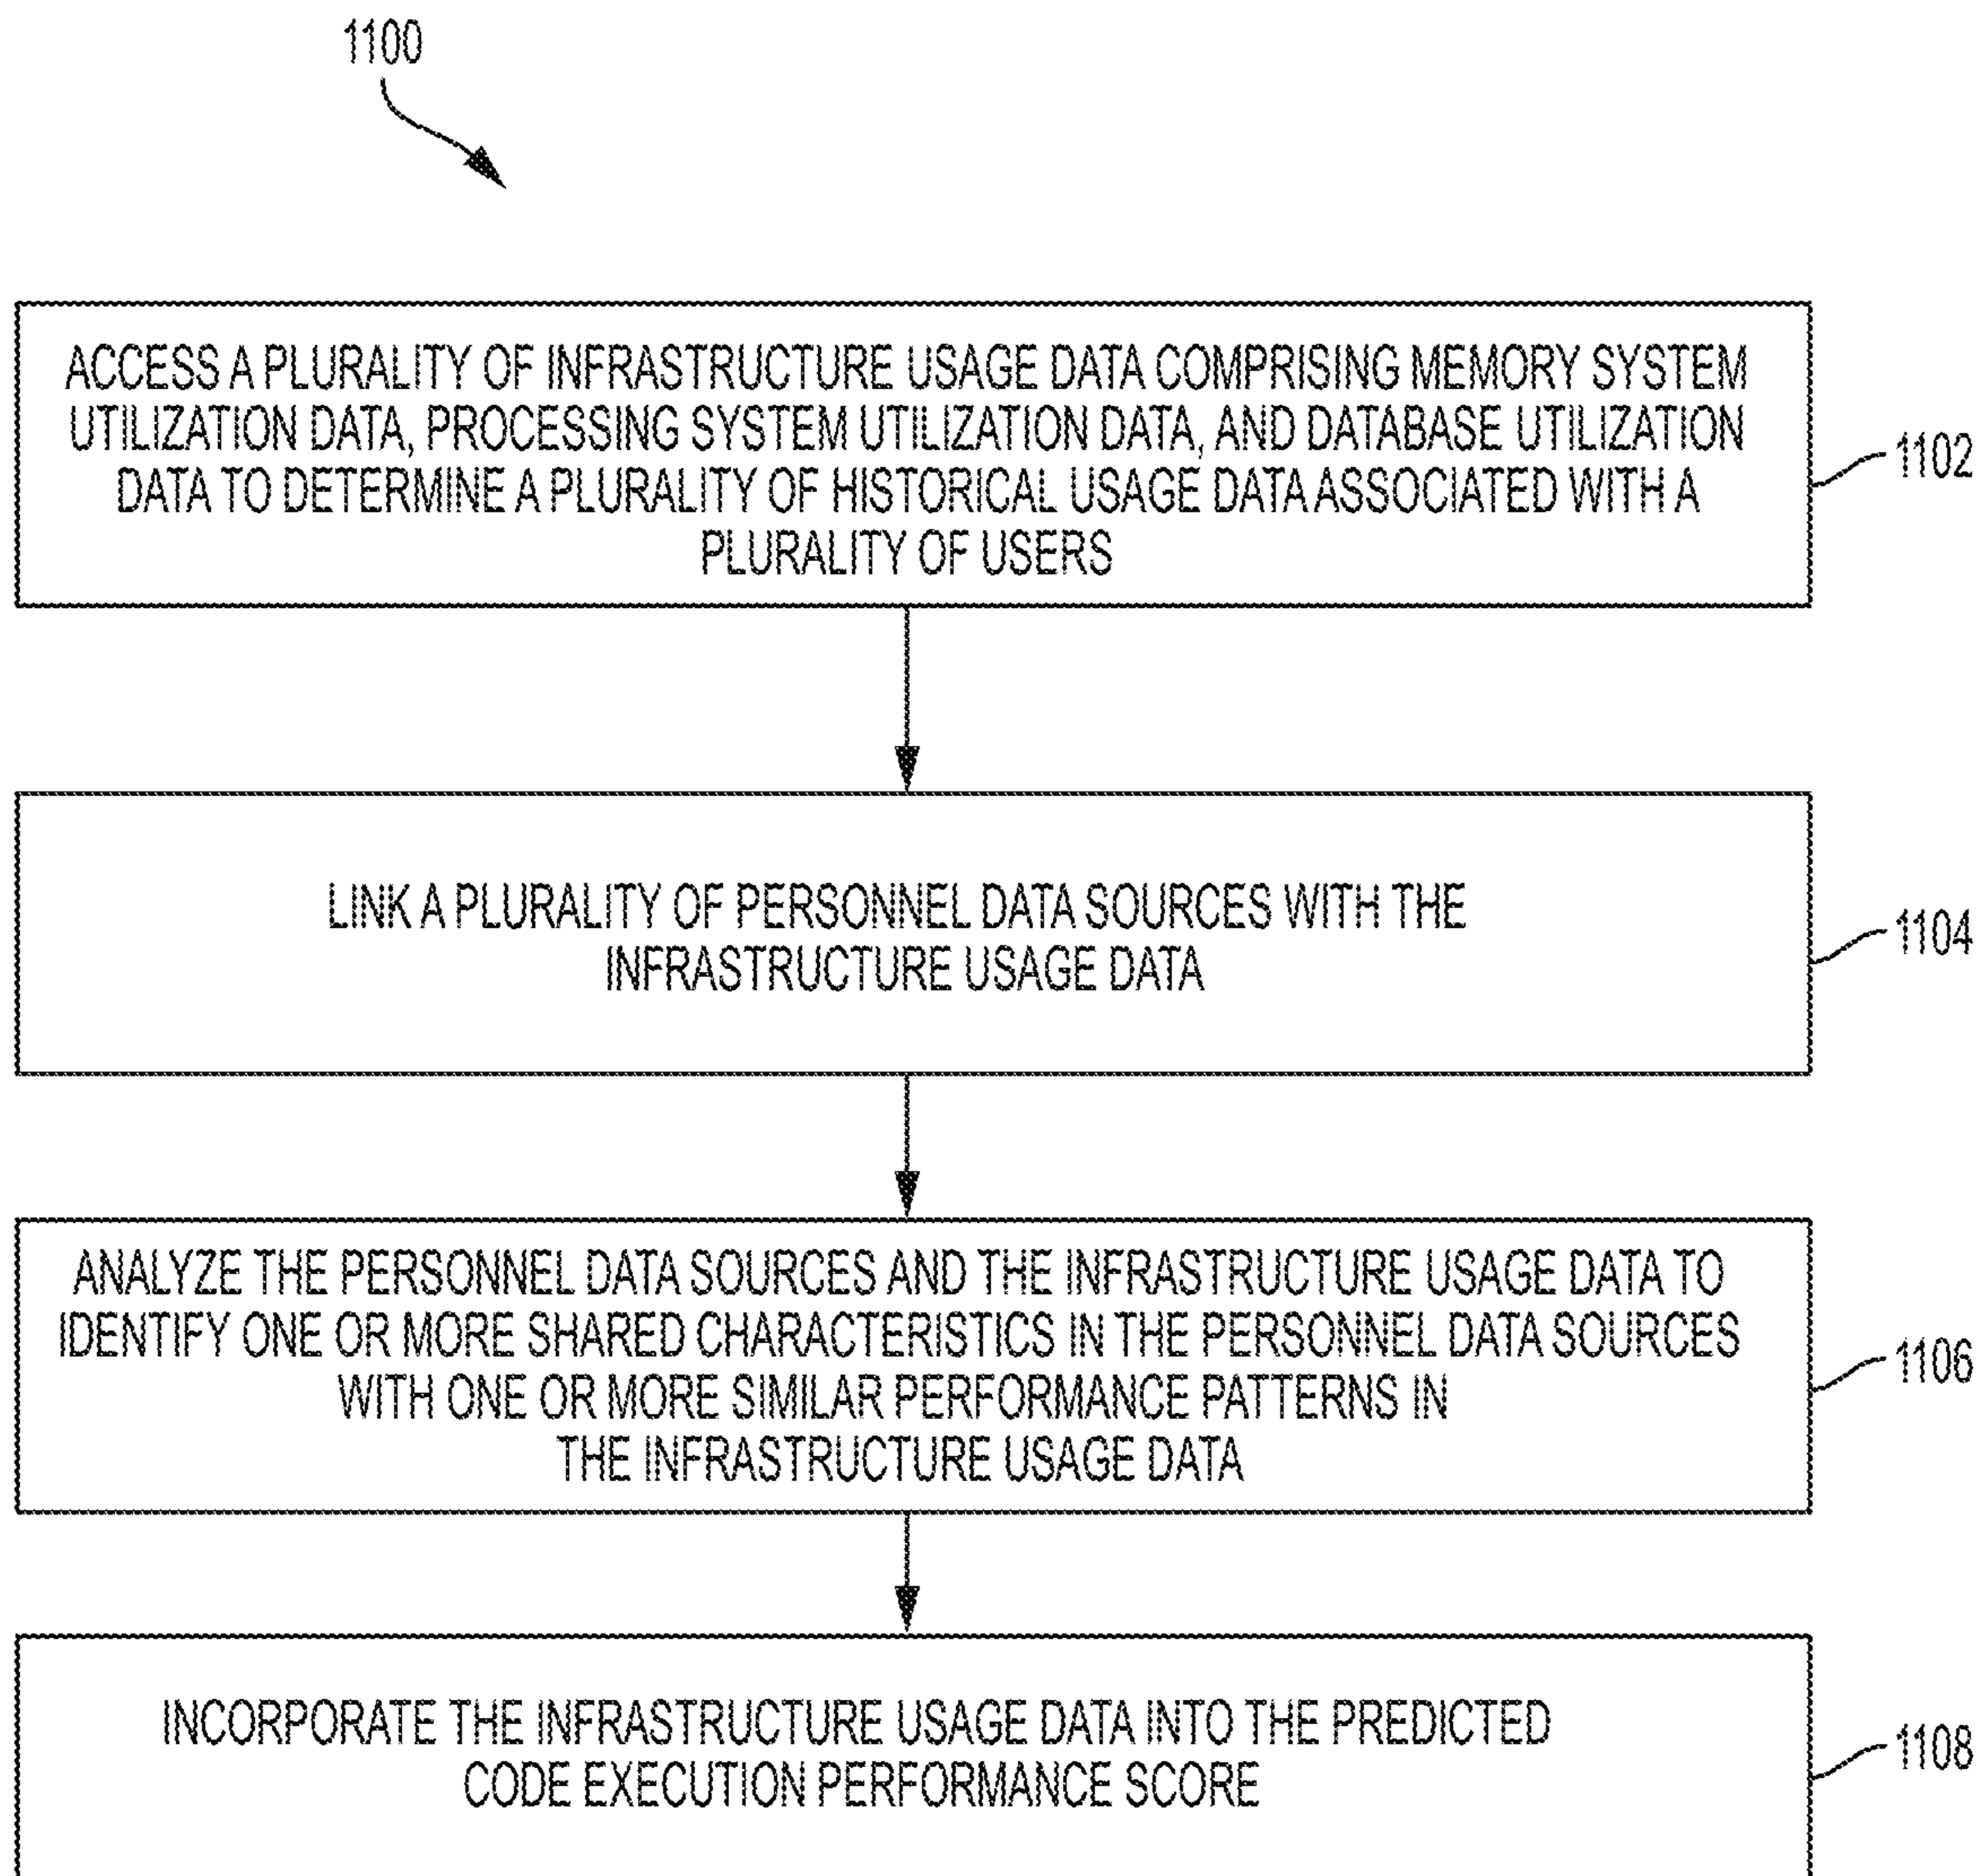 1100
ACCESS A PLURALITY OF INFRASTRUCTURE USAGE DATA COMPRISING MEMORY SYSTEM
UTILIZATION DATA, PROCESSING SYSTEM UTILIZATION DATA, AND DATABASE UTILIZATION
DATA TO DETERMINE A PLURALITY OF HISTORICAL USAGE DATA ASSOCIATED WITH A
PLURALITY OF USERS
1102
LINK A PLURALITY OF PERSONNEL DATA SOURCES WITH THE
INFRASTRUCTURE USAGE DATA
1104
ANALYZE THE PERSONNEL DATA SOURCES AND THE INFRASTRUCTURE USAGE DATA TO
IDENTIFY ONE OR MORE SHARED CHARACTERISTICS IN THE PERSONNEL DATA SOURCES
WITH ONE OR MORE SIMILAR PERFORMANCE PATTERNS IN
THE INFRASTRUCTURE USAGE DATA
1106
INCORPORATE THE INFRASTRUCTURE USAGE DATA INTO THE PREDICTED
CODE EXECUTION PERFORMANCE SCORE
1108